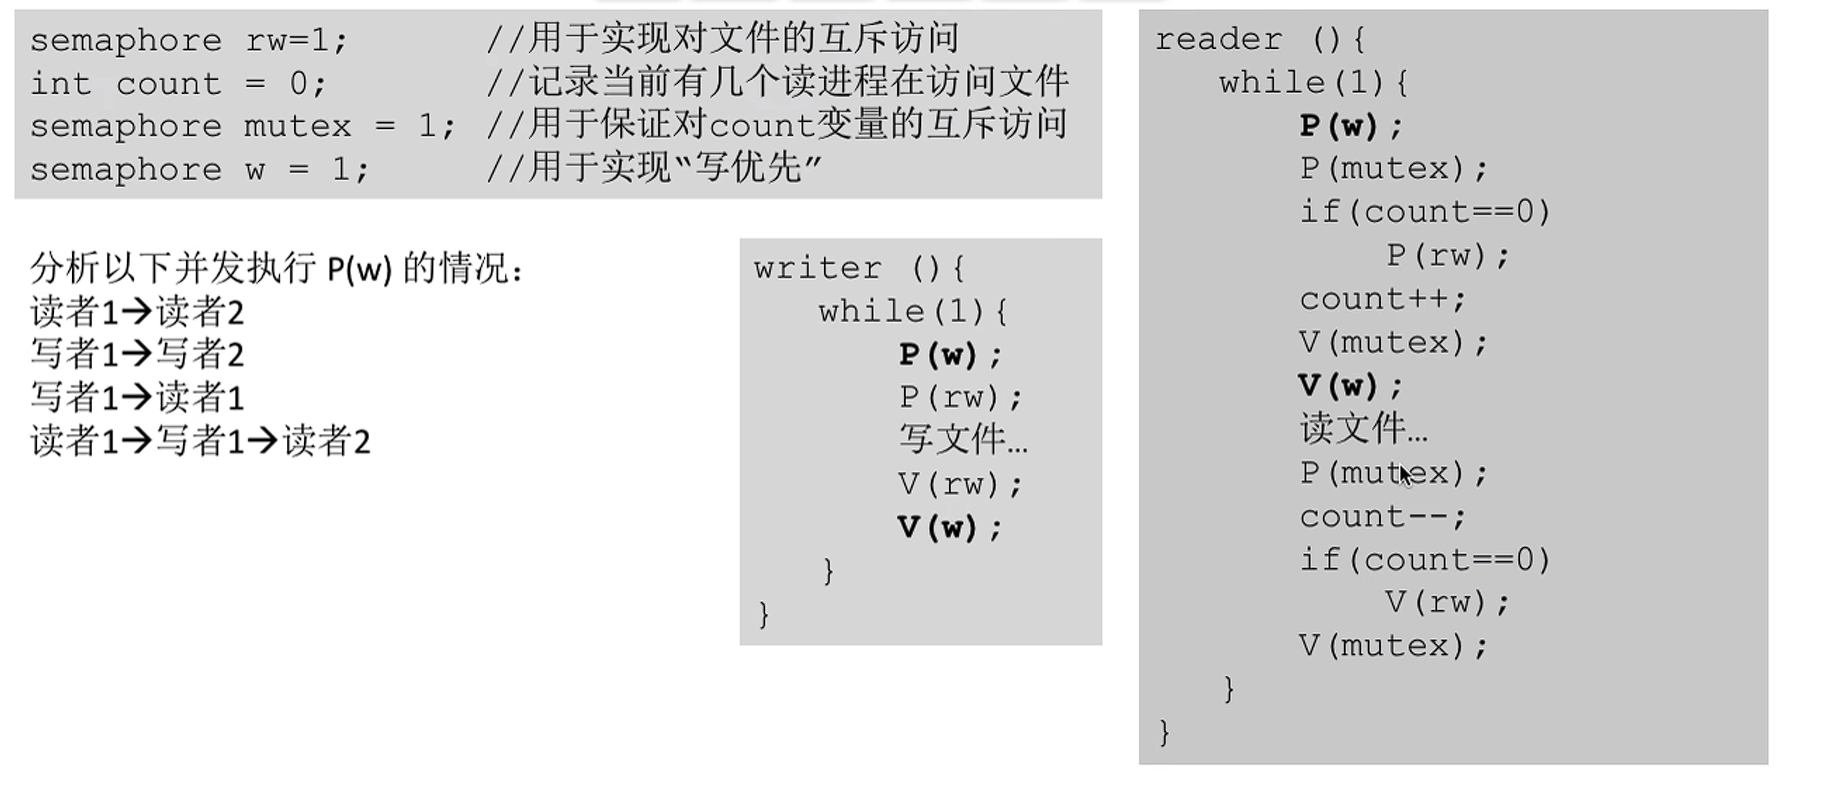 semaphore rw=1; //用于实现对文件的互斥访问
int count = 0; //记录当前有几个读进程在访问文件
semaphore mutex = 1; //用于保证对count变量的互斥访问
semaphore w = 1; //用于实现“写优先”
分析以下并发执行 P(w) 的情况：
读者1→读者2
写者1→写者2
写者1→读者1
读者1→写者1→读者2
writer (){
while(1){
P(w);
P(rw);
写文件…
V(rw);
V(w);
}
}
reader (){
while(1){
P(w);
P(mutex);
if(count==0)
P(rw);
count++;
V(mutex);
V(w);
读文件…
P(mutex);
count--;
if(count==0)
V(rw);
V(mutex);
}
}